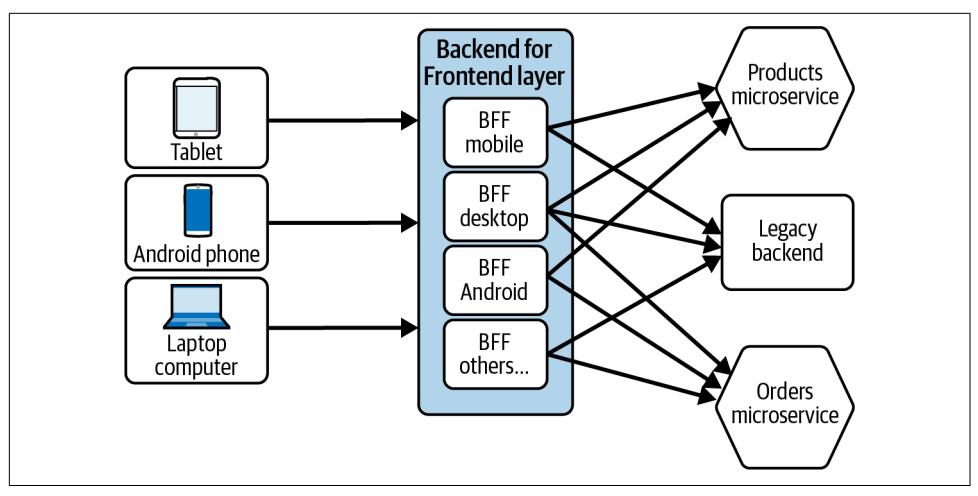 Tablet
Android phone
Laptop
computer
Backend for
Frontend layer
BFF
mobile
BFF
desktop
BFF
Android
BFF
others...
Products
microservice
Legacy
backend
Orders
microservice